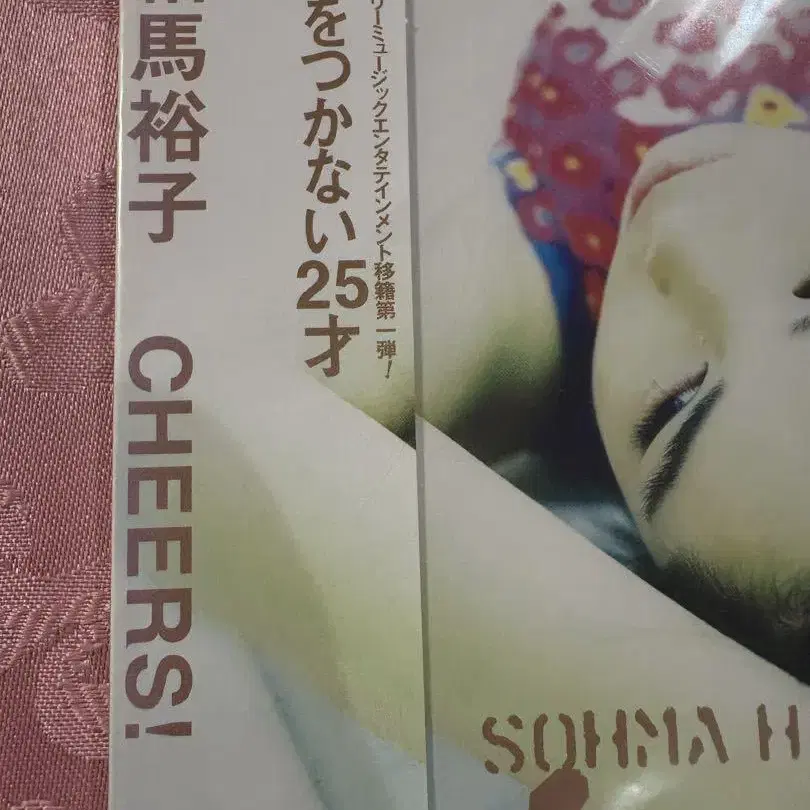 馬裕子 CHEERS!
をつかない25才
リーミュージックエンタテインメント移籍第一弾!
SOHMA H